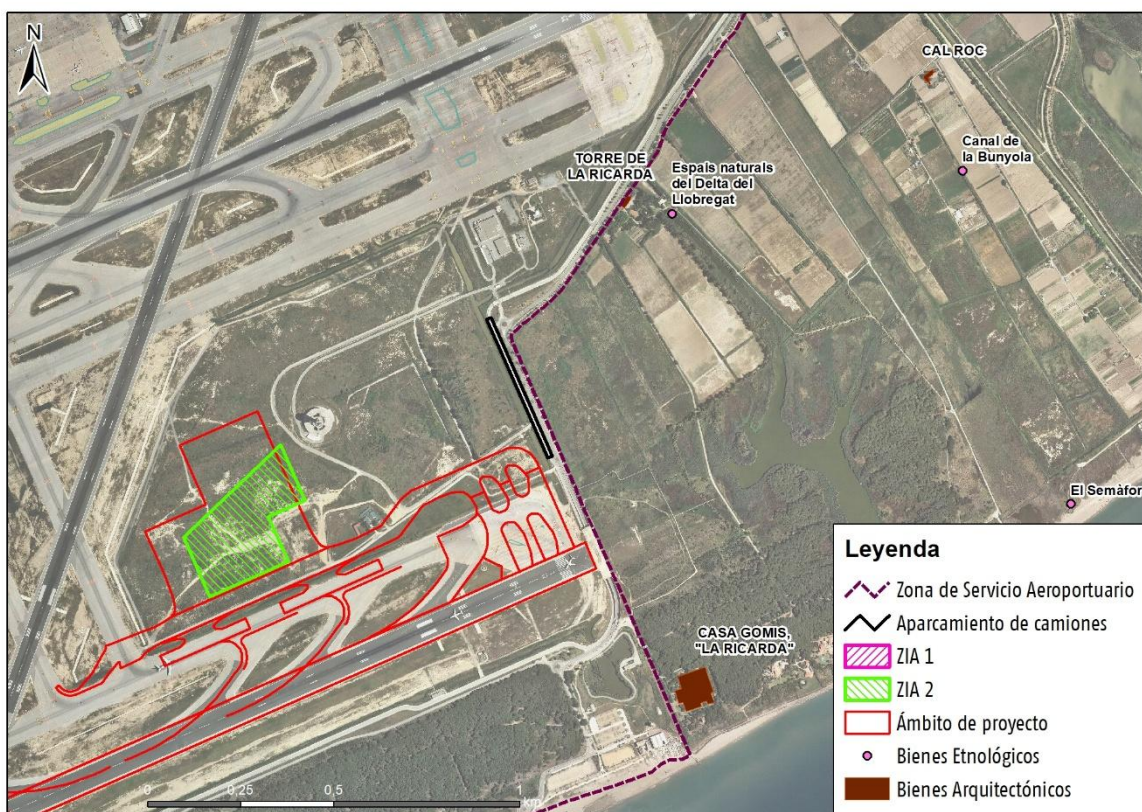 N
CAL ROC
Canal de
la Bunyola
TORRE DE
LA RICARDA
Espais naturals
del Delta del
Llobregat
El Semàfor
CASA GOMIS,
"LA RICARDA"
Leyenda
Zona de Servicio Aeroportuario
Aparcamiento de camiones
ZIA 1
ZIA 2
Ámbito de proyecto
Bienes Etnológicos
Bienes Arquitectónicos
0 0,25 0,5 1
km